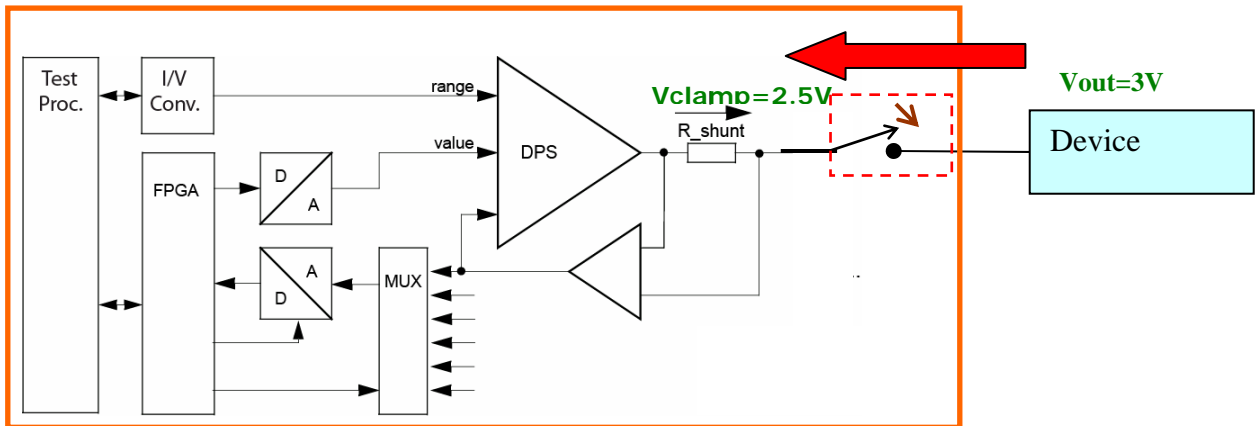 Test
Proc.
I/V
Conv.
range
value
DPS
Vclamp=2.5V
R_shunt
Vout=3V
Device
FPGA
D
A
A
D
MUX